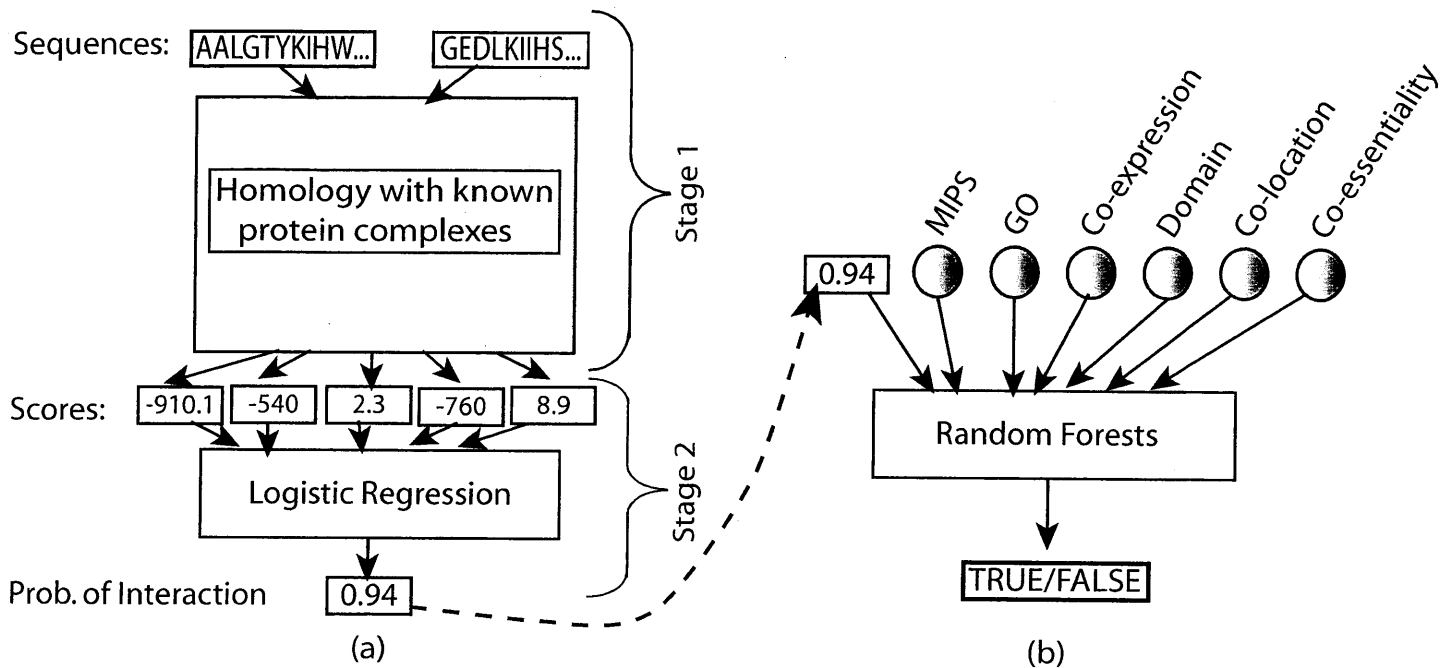 Sequences:
AALGTYKIHW...
GEDLKIIHS...
Homology with known
protein complexes
Stage 1
Scores:
-910.1
-540
2.3
-760
8.9
Logistic Regression
Stage 2
Prob. of Interaction
0.94
(a)
0.94
MIPS
GO
Co-expression
Domain
Co-location
Co-essentiality
Random Forests
TRUE/FALSE
(b)